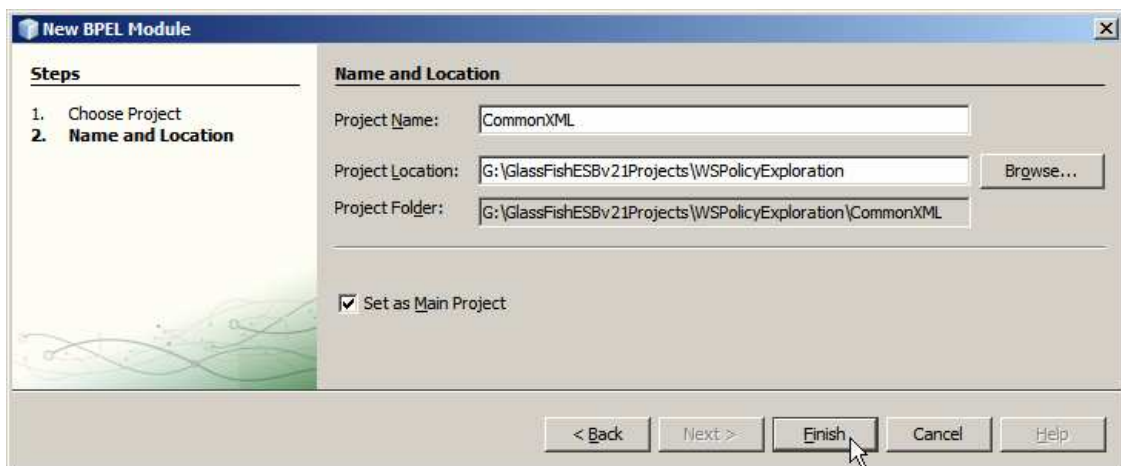 New BPEL Module
Steps
1. Choose Project
2. Name and Location
Name and Location
Project Name: CommonXML
Project Location: G:\GlassFishESBv21Projects\WSPolicyExploration Browse...
Project Folder: G:\GlassFishESBv21Projects\WSPolicyExploration\CommonXML
Set as Main Project
< Back Next > Finish Cancel Help